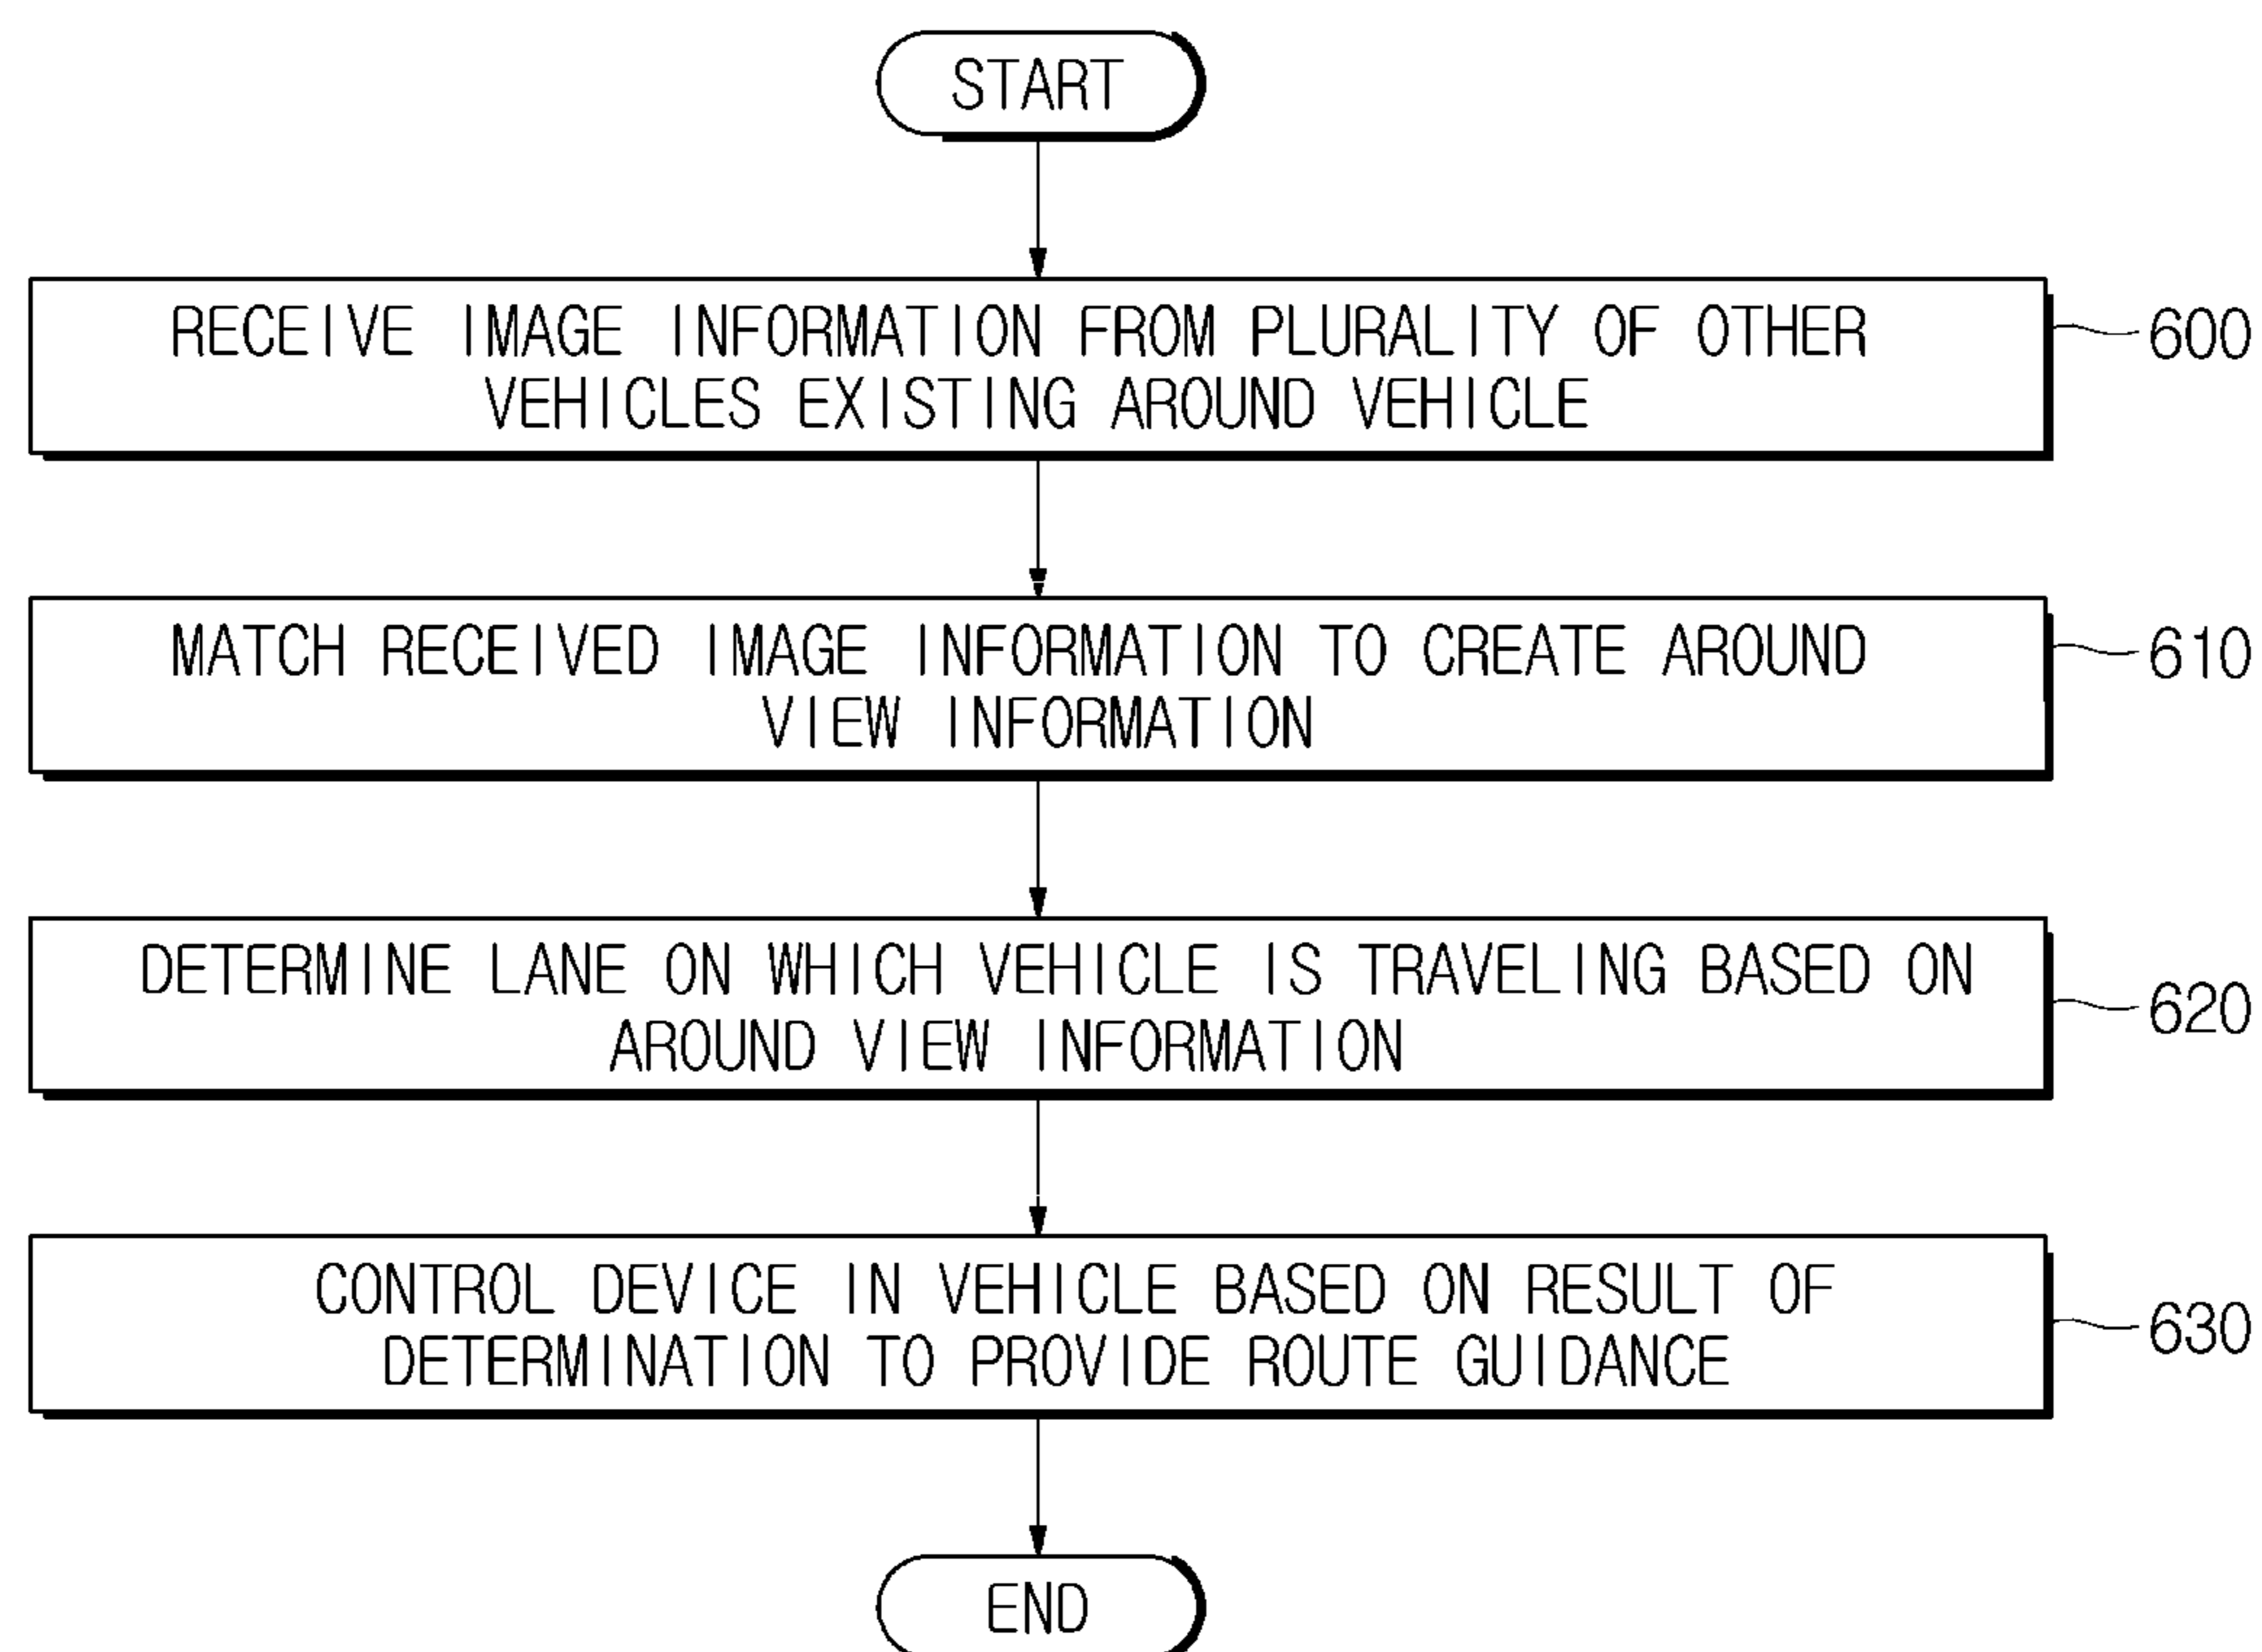 START
RECEIVE IMAGE INFORMATION FROM PLURALITY OF OTHER
VEHICLES EXISTING AROUND VEHICLE
600
MATCH RECEIVED IMAGE INFORMATION TO CREATE AROUND
VIEW INFORMATION
610
DETERMINE LANE ON WHICH VEHICLE IS TRAVELING BASED ON
AROUND VIEW INFORMATION
620
CONTROL DEVICE IN VEHICLE BASED ON RESULT OF
DETERMINATION TO PROVIDE ROUTE GUIDANCE
630
END